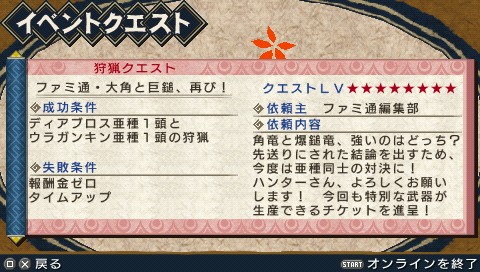 イベントクエスト
狩猟クエスト
ファミ通・大角と巨鎚、再び！
成功条件
ディアブロス亜種１頭と
ウラガンキン亜種１頭の狩猟
失敗条件
報酬金ゼロ
タイムアップ
クエストＬＶ★★★★★★★★
依頼主 ファミ通編集部
依頼内容
角竜と爆鎚竜、強いのはどっち？
先送りにされた結論を出すため、
今度は亜種同士の対決に！
ハンターさん、よろしくお願い
します！ 今回も特別な武器が
生産できるチケットを進呈！
戻る
START オンラインを終了